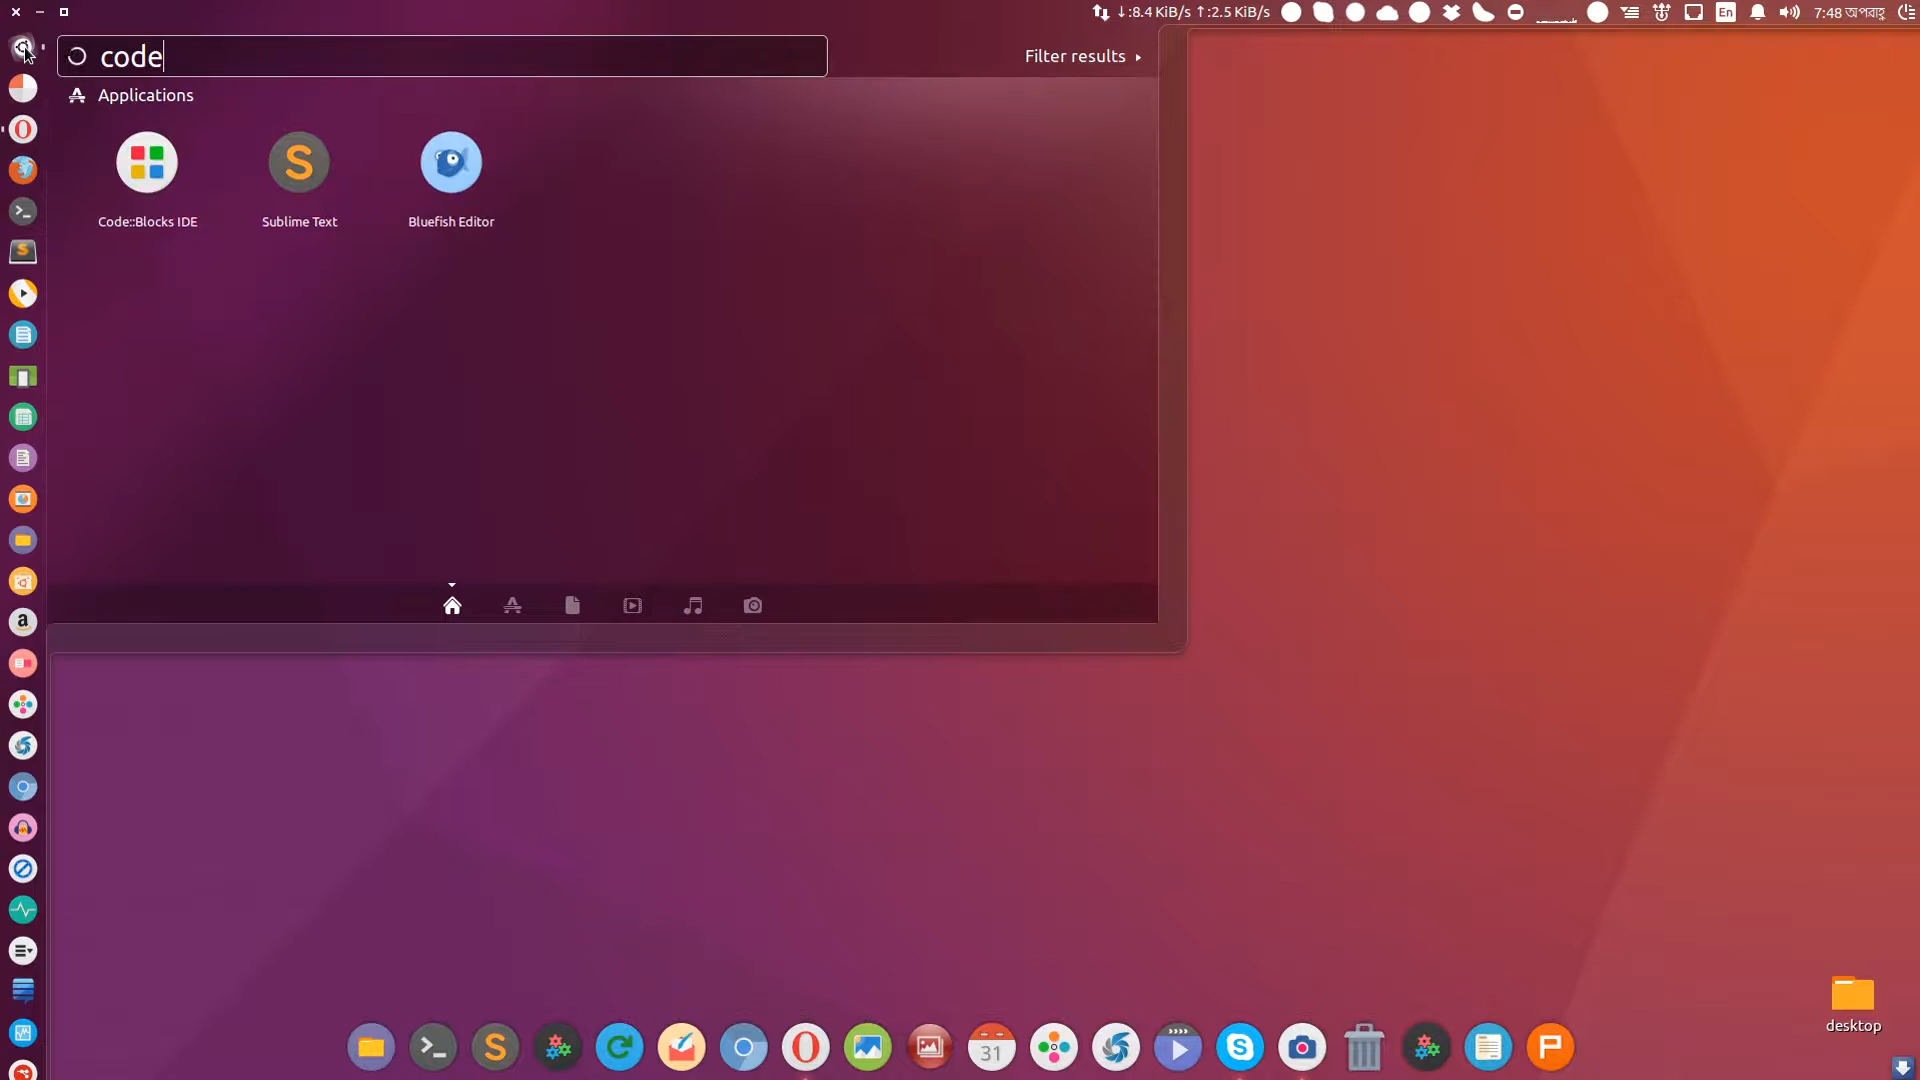 ↓:8.4 KiB/s ↑:2.5 KiB/s
En
7:48 অপরাহ্ণ
code
Filter results
Applications
Code::Blocks IDE
Sublime Text
Bluefish Editor
31
desktop